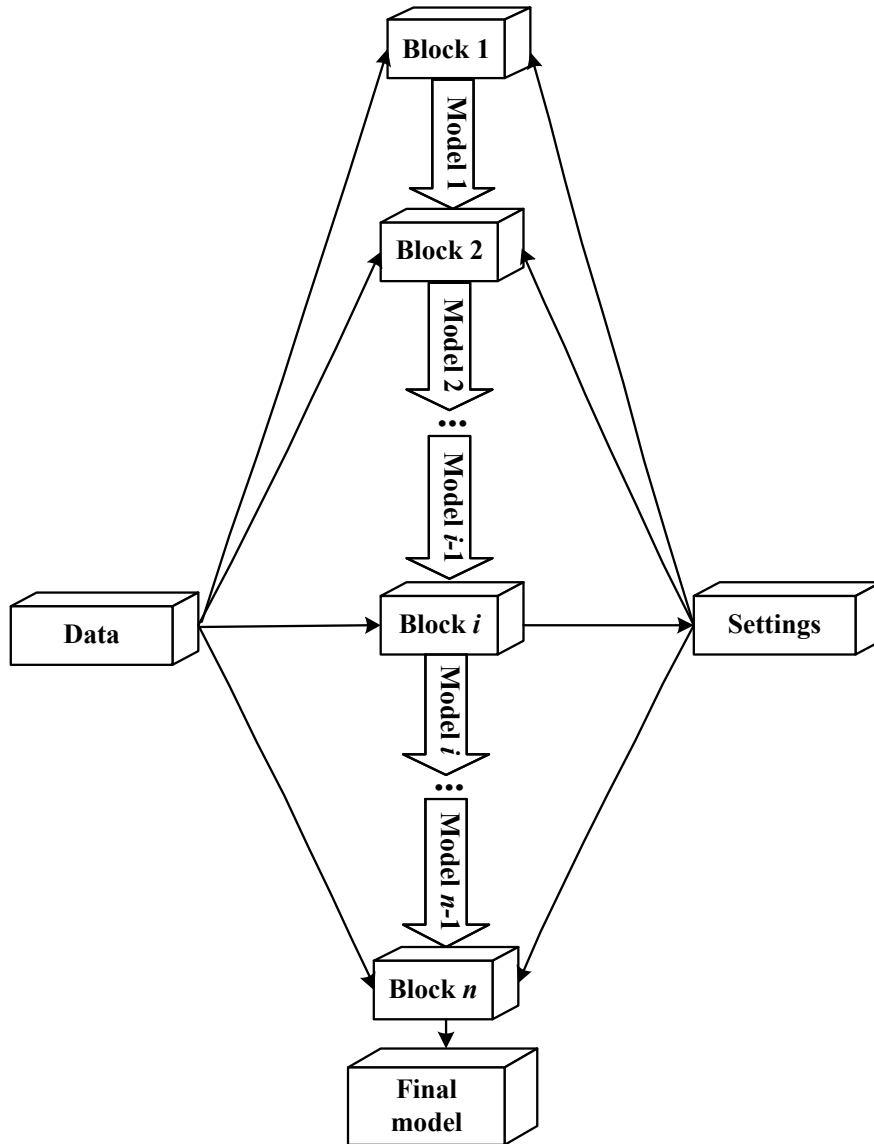 Block 1
Model 1
Block 2
Model 2
...
Model i-1
Data
Block i
Settings
Model i
...
Model n-1
Block n
Final
model